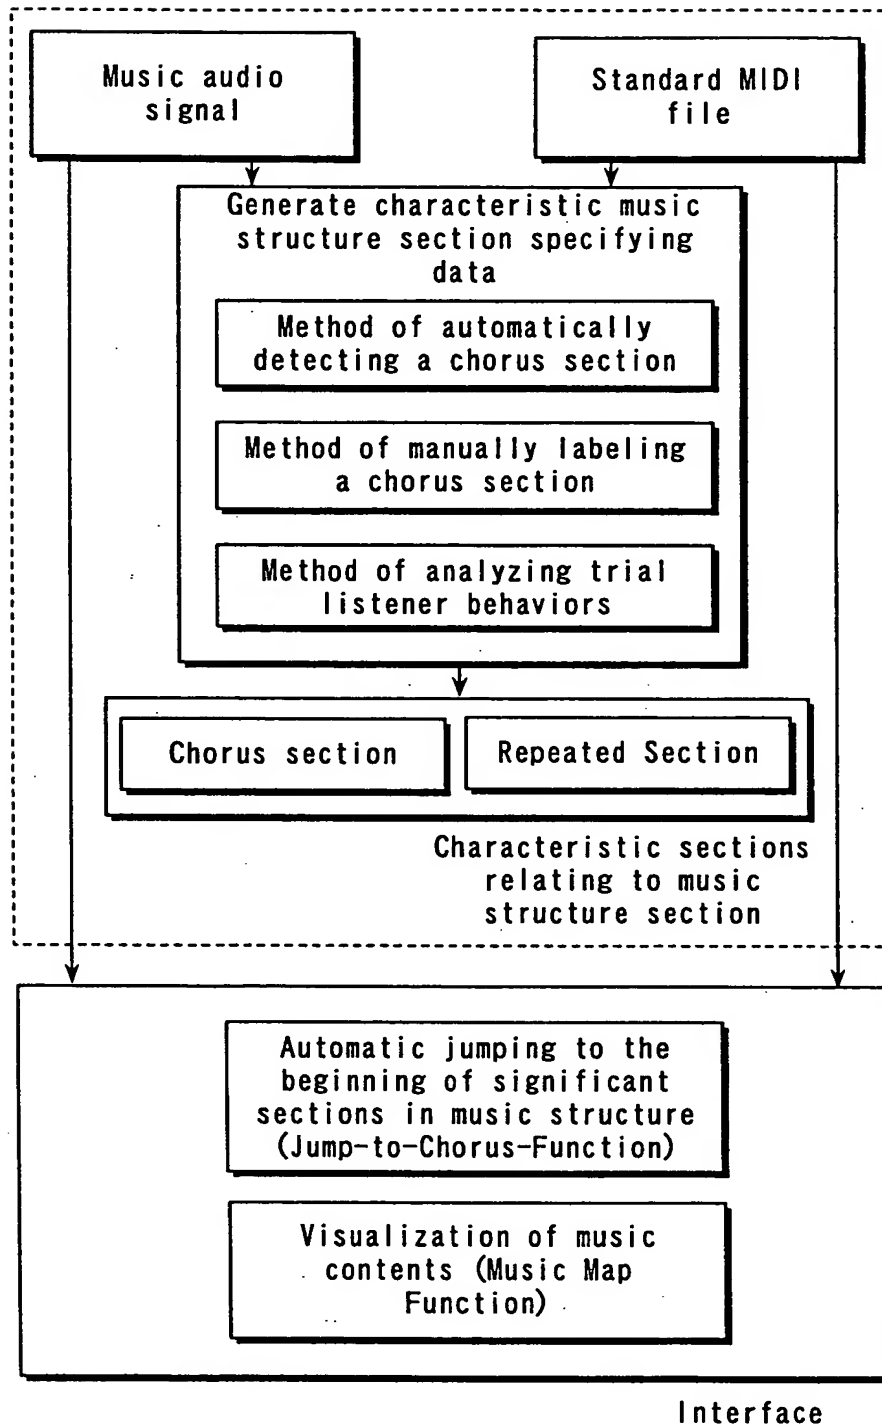 Music audio
signal
Standard MIDI
file
Generate characteristic music
structure section specifying
data
Method of automatically
detecting a chorus section
Method of manually labeling
a chorus section
Method of analyzing trial
listener behaviors
Chorus section
Repeated Section
Characteristic sections
relating to music
structure section
Automatic jumping to the
beginning of significant
sections in music structure
(Jump-to-Chorus-Function)
Visualization of music
contents (Music Map
Function)
Interface